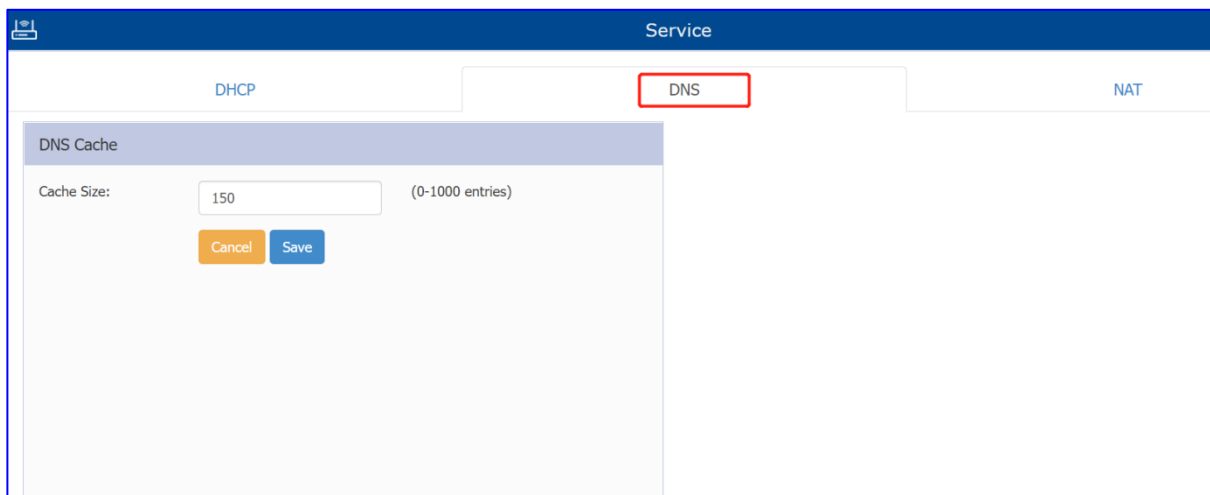 Service
DHCP DNS NAT
DNS Cache
Cache Size: 150 (0-1000 entries)
Cancel Save